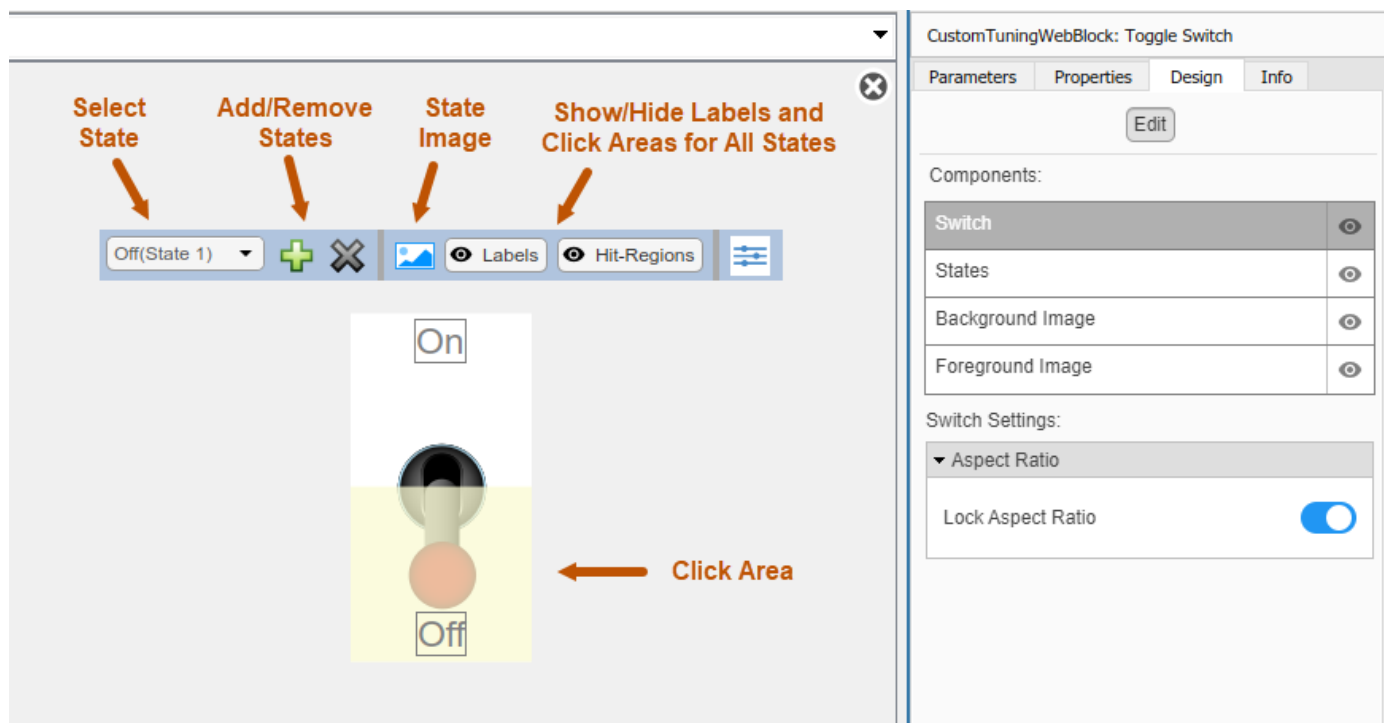 CustomTuningWebBlock: Toggle Switch
Parameters Properties Design Info
Edit
Components:
Switch
States
Background Image
Foreground Image
Switch Settings:
Aspect Ratio
Lock Aspect Ratio
Select
State
Add/Remove
States
State
Image
Show/Hide Labels and
Click Areas for All States
Off(State 1) Labels Hit-Regions
On
Click Area
Off